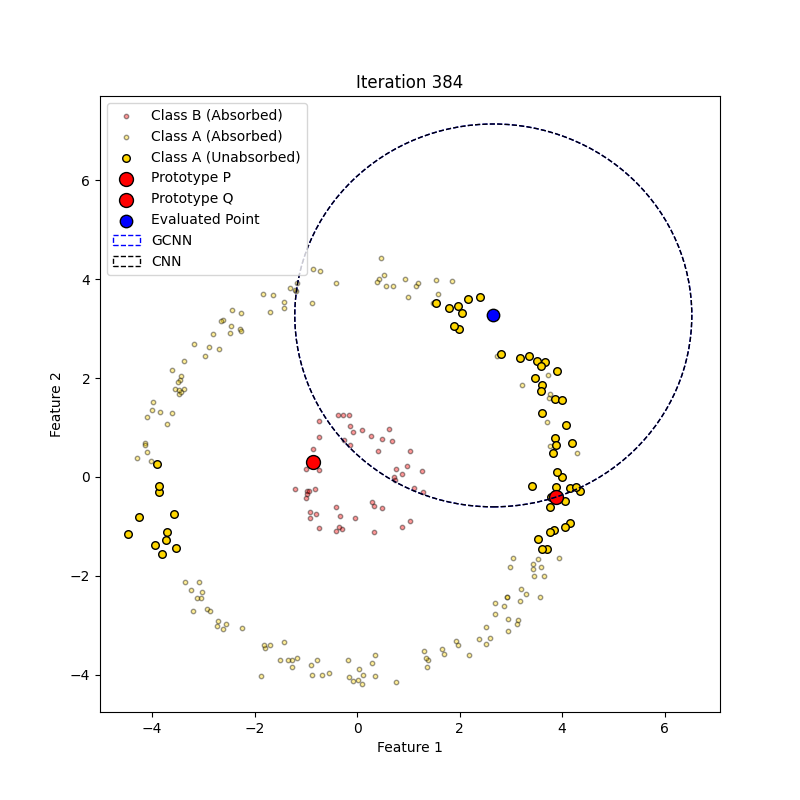 Iteration 384
Class B (Absorbed)
Class A (Absorbed)
Class A (Unabsorbed)
Prototype P
Prototype Q
Evaluated Point
GCNN
CNN
6
4
2
0
−2
−4
Feature 2
−4
−2
0
2
4
6
Feature 1